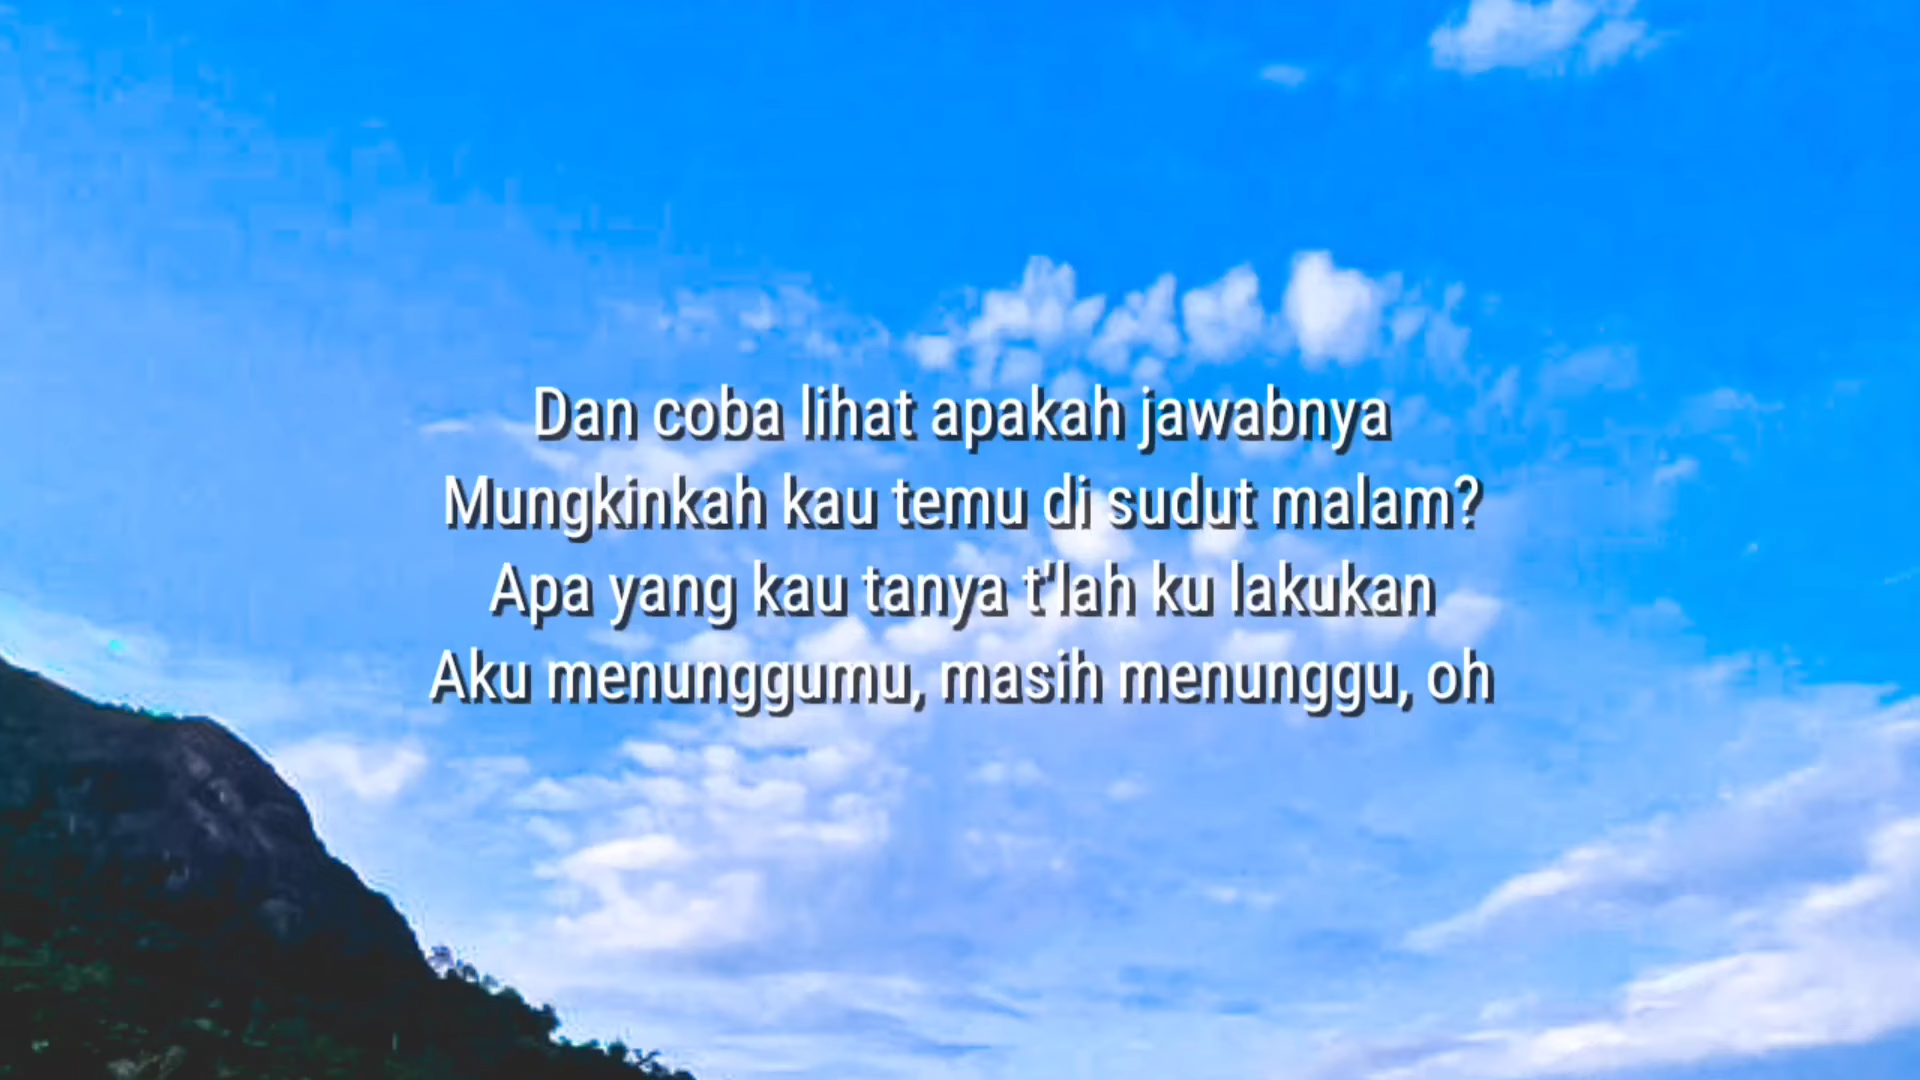 Dan coba lihat apakah jawabnya
Mungkinkah kau temu di sudut malam?
Apa yang kau tanya t'lah ku lakukan
Aku menunggumu, masih menunggu, oh